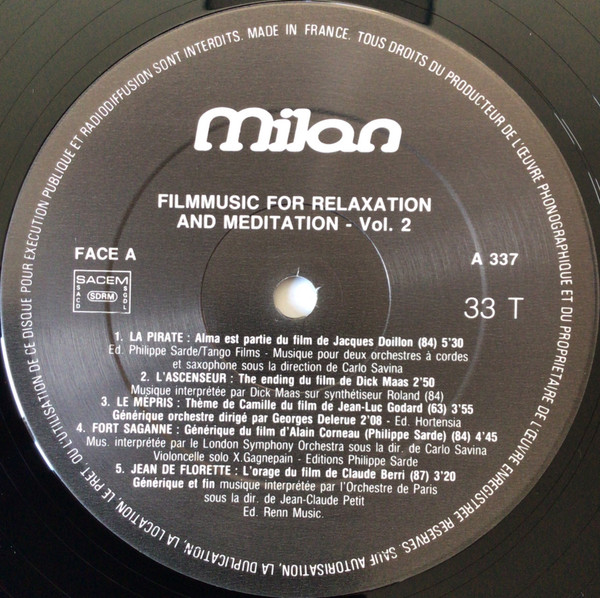 milan
FILMMUSIC FOR RELAXATION
AND MEDITATION - Vol. 2
FACE A
A 337
SACEM
SACD
SDRM
SGDL
33 T
1. LA PIRATE : Alma est partie du film de Jacques Doillon (84) 5'30
Ed. Philippe Sarde/Tango Films - Musique pour deux orchestres à cordes
et saxophone sous la direction de Carlo Savina
2. L'ASCENSEUR : The ending du film de Dick Maas 2'50
Musique interprétée par Dick Maas sur synthétiseur Roland (84)
3. LE MEPRIS : Thème de Camille du film de Jean-Luc Godard (63) 3'55
Générique orchestre dirigé par Georges Delerue 2'08 - Ed. Hortensia
4. FORT SAGANNE : Générique du film d'Alain Corneau (Philippe Sarde) (84) 4'45
Mus. interprétée par le London Symphony Orchestra sous la dir. de Carlo Savina
Violoncelle solo X.Gagnepain - Editions Philippe Sarde
5. JEAN DE FLORETTE : L'orage du film de Claude Berri (87) 3'20
Générique et fin musique interprétée par l'Orchestre de Paris
sous la dir. de Jean-Claude Petit
Ed. Renn Music.
MADE IN FRANCE. TOUS DROITS DU PRODUCTEUR DE L'ŒUVRE PHONOGRAPHIQUE ET DU PROPRIETAIRE DE L'ŒUVRE ENREGISTREE RESERVES. SAUF AUTORISATION, LA DUPLICATION, LA LOCATION, LE PRET OU L'UTILISATION DE CE DISQUE POUR EXECUTION PUBLIQUE ET RADIODIFFUSION SONT INTERDITS.